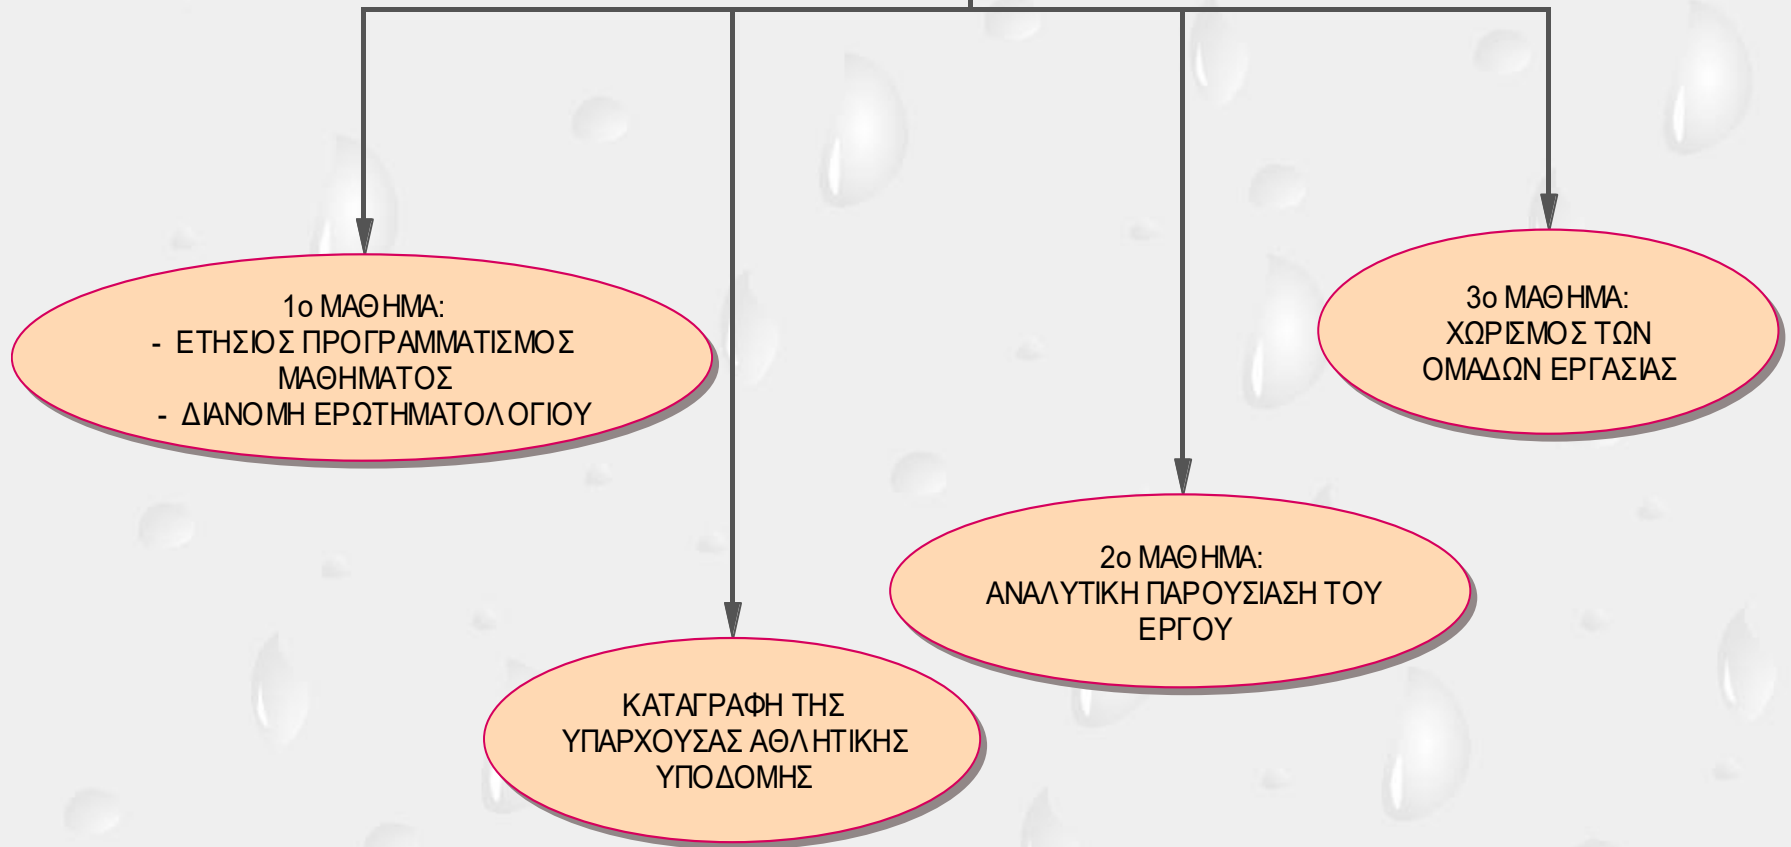 1ο ΜΑΘΗΜΑ:
- ΕΤΗΣΙΟΣ ΠΡΟΓΡΑΜΜΑΤΙΣΜΟΣ
ΜΑΘΗΜΑΤΟΣ
- ΔΙΑΝΟΜΗ ΕΡΩΤΗΜΑΤΟΛΟΓΙΟΥ
ΚΑΤΑΓΡΑΦΗ ΤΗΣ
ΥΠΑΡΧΟΥΣΑΣ ΑΘΛΗΤΙΚΗΣ
ΥΠΟΔΟΜΗΣ
2ο ΜΑΘΗΜΑ:
ΑΝΑΛΥΤΙΚΗ ΠΑΡΟΥΣΙΑΣΗ ΤΟΥ
ΕΡΓΟΥ
3ο ΜΑΘΗΜΑ:
ΧΩΡΙΣΜΟΣ ΤΩΝ
ΟΜΑΔΩΝ ΕΡΓΑΣΙΑΣ